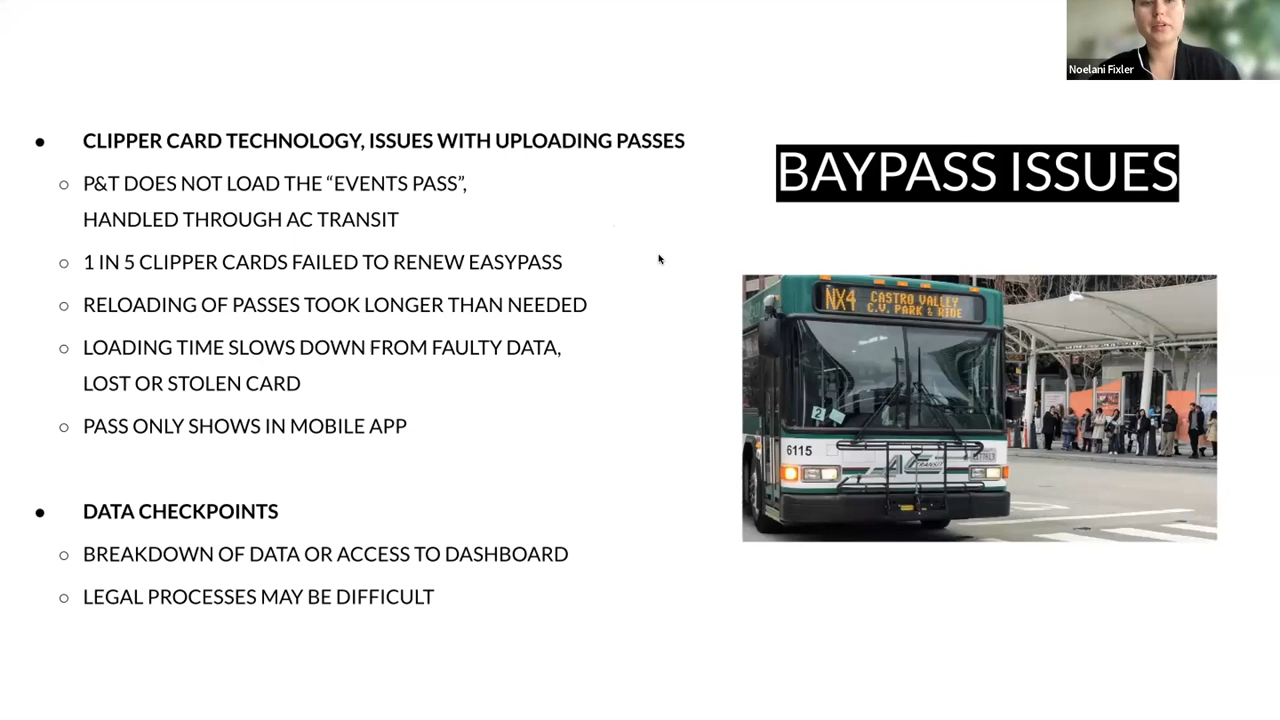 Noelani Fixler
● CLIPPER CARD TECHNOLOGY, ISSUES WITH UPLOADING PASSES
○ P&T DOES NOT LOAD THE “EVENTS PASS”,
HANDLED THROUGH AC TRANSIT
○ 1 IN 5 CLIPPER CARDS FAILED TO RENEW EASYPASS
○ RELOADING OF PASSES TOOK LONGER THAN NEEDED
○ LOADING TIME SLOWS DOWN FROM FAULTY DATA,
LOST OR STOLEN CARD
○ PASS ONLY SHOWS IN MOBILE APP
● DATA CHECKPOINTS
○ BREAKDOWN OF DATA OR ACCESS TO DASHBOARD
○ LEGAL PROCESSES MAY BE DIFFICULT
BAYPASS ISSUES
NX4 CASTRO VALLEY
C.V. PARK & RIDE
2
6115
AC TRANSIT